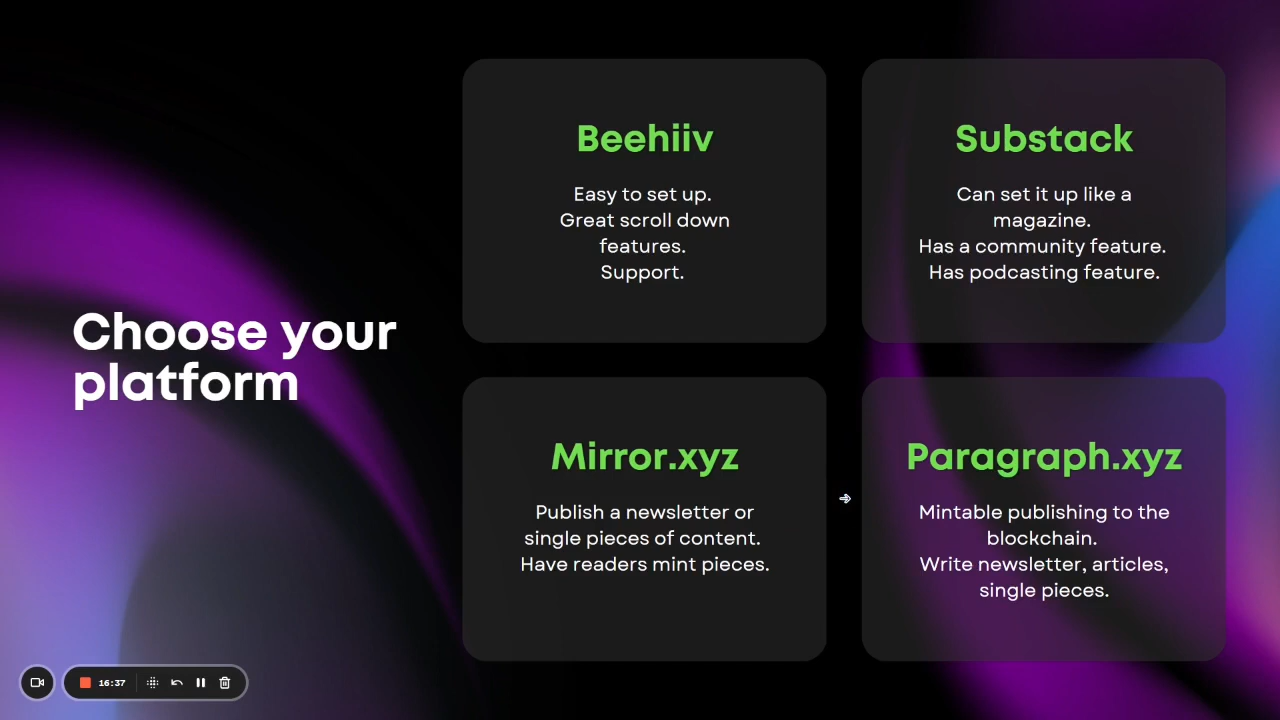 Choose your
platform
Beehiiv
Easy to set up.
Great scroll down
features.
Support.
Substack
Can set it up like a
magazine.
Has a community feature.
Has podcasting feature.
Mirror.xyz
Publish a newsletter or
single pieces of content.
Have readers mint pieces.
Paragraph.xyz
Mintable publishing to the
blockchain.
Write newsletter, articles,
single pieces.
16:37